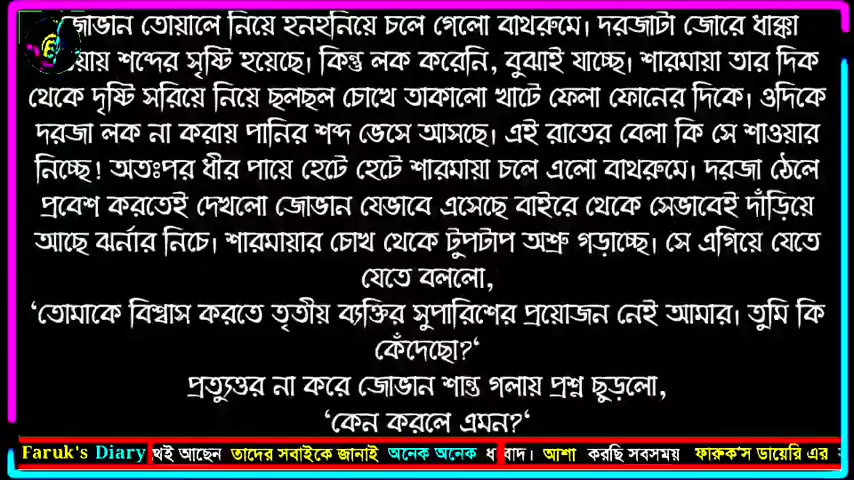 জোভান তোয়ালে নিয়ে হনহনিয়ে চলে গেলো বাথরুমে। দরজাটা জোরে ধাক্কা
শব্দের সৃষ্টি হয়েছে। কিন্তু লক করেনি, বুঝাই যাচ্ছে। শারমায়া তার দিক
থেকে দৃষ্টি সরিয়ে নিয়ে ছলছল চোখে তাকালো খাটে ফেলা ফোনের দিকে। ওদিকে
দরজা লক না করায় পানির শব্দ ভেসে আসছে। এই রাতের বেলা কি সে শাওয়ার
নিচ্ছে! অতঃপর ধীর পায়ে হেটে হেটে শারমায়া চলে এলো বাথরুমে। দরজা ঠেলে
প্রবেশ করতেই দেখলো জোভান যেভাবে এসেছে বাইরে থেকে সেভাবেই দাঁড়িয়ে
আছে ঝর্নার নিচে। শারমায়ার চোখ থেকে টুপটাপ অশ্রু গড়াচ্ছে। সে এগিয়ে যেতে
যেতে বললো,
‘তোমাকে বিশ্বাস করতে তৃতীয় ব্যক্তির সুপারিশের প্রয়োজন নেই আমার। তুমি কি
কেঁদেছো?‘
প্রত্যুত্তর না করে জোভান শান্ত গলায় প্রশ্ন ছুড়লো,
‘কেন করলে এমন?‘
Faruk's Diary থেই আছেন তাদের সবাইকে জানাই অনেক অনেক ধ বাদ। আশা করছি সবসময় ফারুক'স ডায়েরি এর